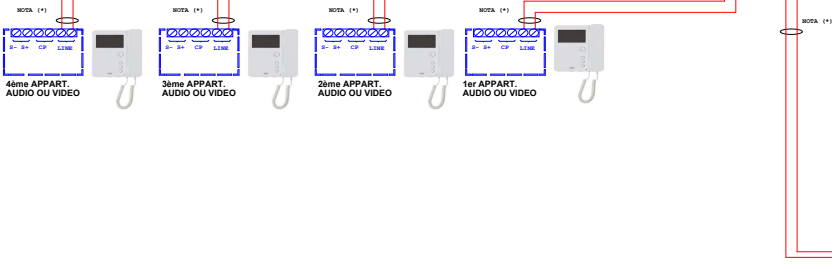 NOTA (*)
NOTA (*)
NOTA (*)
NOTA (*)
NOTA (*)
S- S+ CP LINE
S- S+ CP LINE
S- S+ CP LINE
S- S+ CP LINE
4ème APPART.
AUDIO OU VIDEO
3ème APPART.
AUDIO OU VIDEO
2ème APPART.
AUDIO OU VIDEO
1er APPART.
AUDIO OU VIDEO